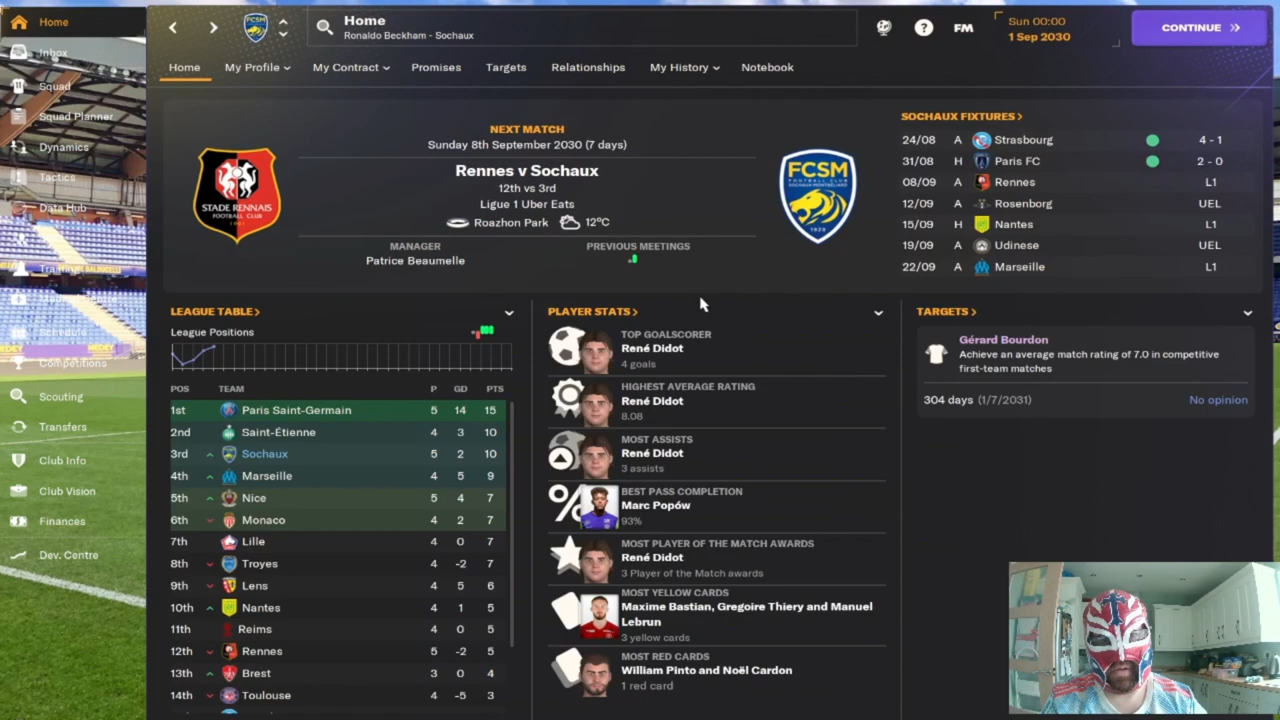 Home
Inbox
Squad
Squad Planner
Dynamics
Tactics
Data Hub
Schedule
Competitions
Scouting
Transfers
Club Info
Club Vision
Finances
Dev. Centre
FCSM
Home
Ronaldo Beckham - Sochaux
?
FM
Sun 00:00
1 Sep 2030
CONTINUE
Home
My Profile
My Contract
Promises
Targets
Relationships
My History
Notebook
STADE RENNAIS
FOOTBALL CLUB
NEXT MATCH
Sunday 8th September 2030 (7 days)
Rennes v Sochaux
12th vs 3rd
Ligue 1 Uber Eats
Roazhon Park 12°C
MANAGER
Patrice Beaumelle
PREVIOUS MEETINGS
FCSM
FOOTBALL CLUB
SOCHAUX-MONTBÉLIARD
1928
SOCHAUX FIXTURES
24/08 A Strasbourg 4 - 1
31/08 H Paris FC 2 - 0
08/09 A Rennes L1
12/09 A Rosenborg UEL
15/09 H Nantes L1
19/09 A Udinese UEL
22/09 A Marseille L1
LEAGUE TABLE
League Positions
POS TEAM P GD PTS
1st Paris Saint-Germain 5 14 15
2nd Saint-Étienne 4 3 10
3rd Sochaux 5 2 10
4th Marseille 4 5 9
5th Nice 5 4 7
6th Monaco 4 2 7
7th Lille 4 0 7
8th Troyes 4 -2 7
9th Lens 4 5 6
10th Nantes 4 1 5
11th Reims 4 0 5
12th Rennes 5 -2 5
13th Brest 3 0 4
14th Toulouse 4 -5 3
PLAYER STATS
TOP GOALSCORER
René Didot
4 goals
HIGHEST AVERAGE RATING
René Didot
8.08
MOST ASSISTS
René Didot
3 assists
%
BEST PASS COMPLETION
Marc Popów
93%
MOST PLAYER OF THE MATCH AWARDS
René Didot
3 Player of the Match awards
MOST YELLOW CARDS
Maxime Bastian, Gregoire Thiery and Manuel
Lebrun
3 yellow cards
MOST RED CARDS
William Pinto and Noël Cardon
1 red card
TARGETS
Gérard Bourdon
Achieve an average match rating of 7.0 in competitive
first-team matches
304 days (1/7/2031) No opinion